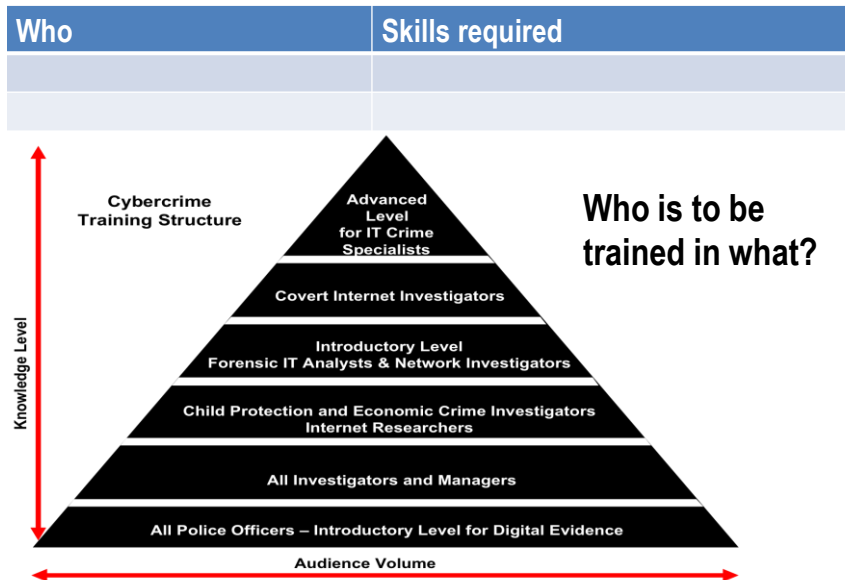 Who
Skills required
Cybercrime
Training Structure
Who is to be
trained in what?
Advanced
Level
for IT Crime
Specialists
Covert Internet Investigators
Introductory Level
Forensic IT Analysts & Network Investigators
Child Protection and Economic Crime Investigators
Internet Researchers
All Investigators and Managers
All Police Officers – Introductory Level for Digital Evidence
Knowledge Level
Audience Volume